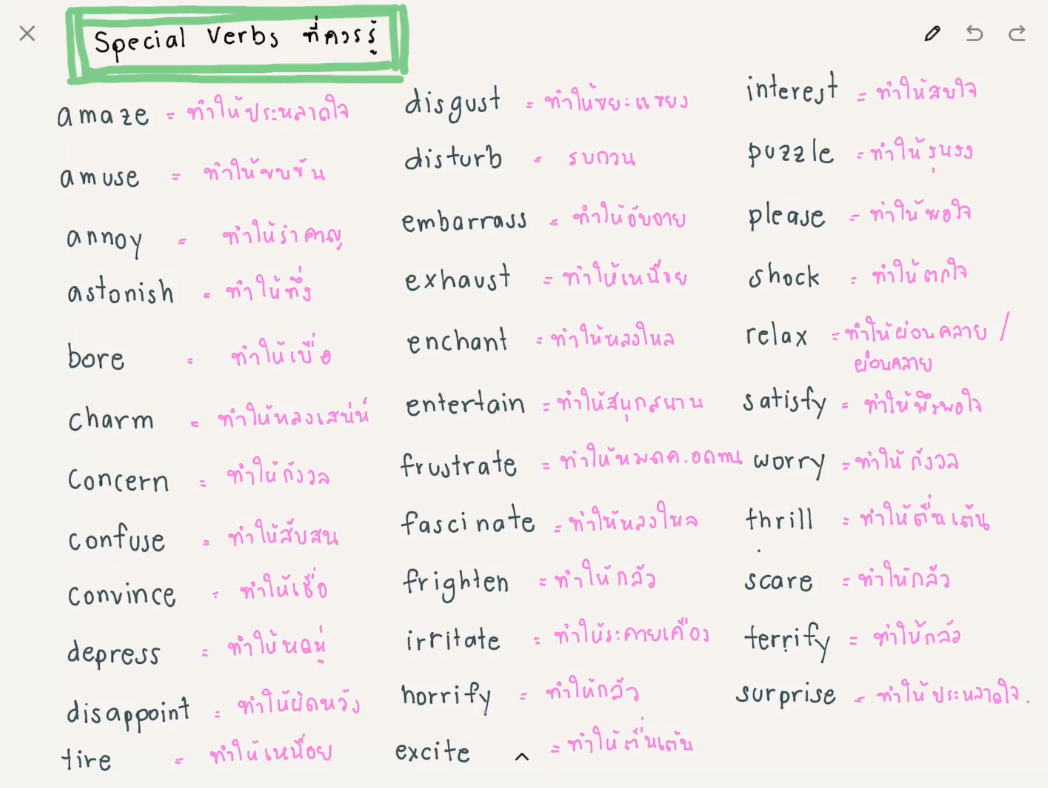 Special Verbs ที่ควรรู้
amaze = ทำให้ประหลาดใจ
amuse = ทำให้ขบขัน
annoy = ทำให้รำคาญ
astonish = ทำให้ทึ่ง
bore = ทำให้เบื่อ
charm = ทำให้หลงเสน่ห์
concern = ทำให้กังวล
confuse = ทำให้สับสน
convince = ทำให้เชื่อ
depress = ทำให้หดหู่
disappoint = ทำให้ผิดหวัง
tire = ทำให้เหนื่อย
disgust = ทำให้ขยะแขยง
disturb = รบกวน
embarrass = ทำให้อับอาย
exhaust = ทำให้เหนื่อย
enchant = ทำให้หลงใหล
entertain = ทำให้สนุกสนาน
frustrate = ทำให้หมดค.อดทน
fascinate = ทำให้หลงใหล
frighten = ทำให้กลัว
irritate = ทำให้ระคายเคือง
horrify = ทำให้กลัว
excite = ทำให้ตื่นเต้น
interest = ทำให้สนใจ
puzzle = ทำให้งุนงง
please = ทำให้พอใจ
shock = ทำให้ตกใจ
relax = ทำให้ผ่อนคลาย /
ผ่อนคลาย
satisfy = ทำให้พึงพอใจ
worry = ทำให้กังวล
thrill = ทำให้ตื่นเต้น
scare = ทำให้กลัว
terrify = ทำให้กลัว
surprise = ทำให้ประหลาดใจ.